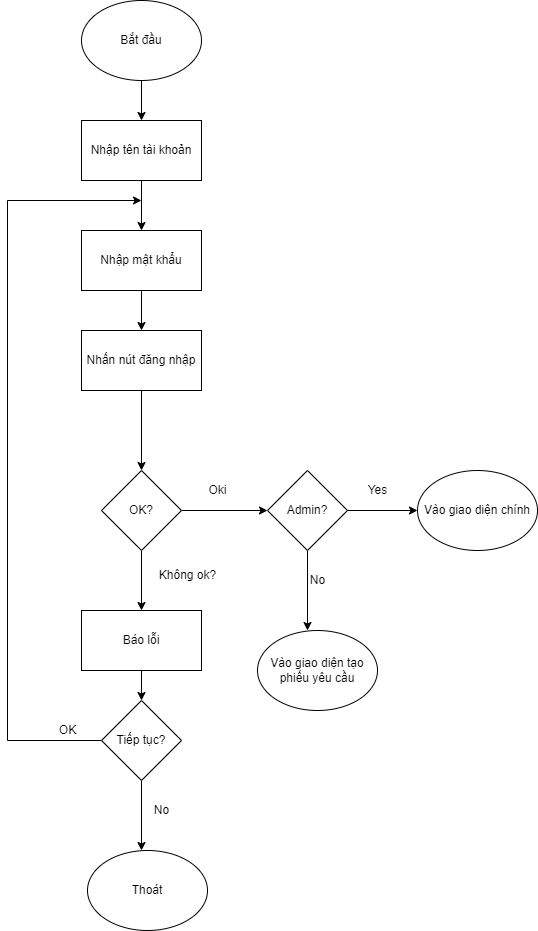 Bắt đầu
Nhập tên tài khoản
Nhập mật khẩu
Nhấn nút đăng nhập
OK?
Oki
Admin?
Yes
Vào giao diện chính
Không ok?
No
Báo lỗi
Vào giao diện tạo
phiếu yêu cầu
OK
Tiếp tục?
No
Thoát